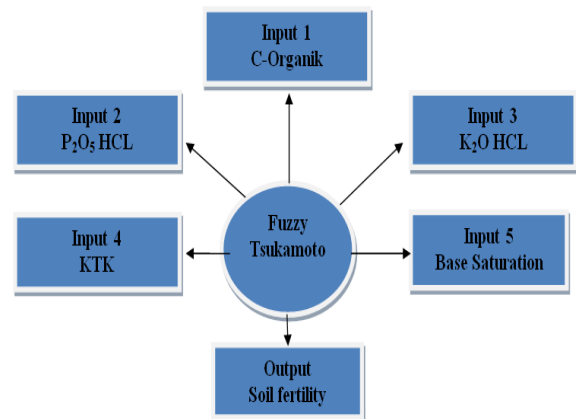 Input 1
C-Organik
Input 2
P₂O₅ HCL
Input 3
K₂O HCL
Fuzzy
Tsukamoto
Input 4
KTK
Input 5
Base Saturation
Output
Soil fertility